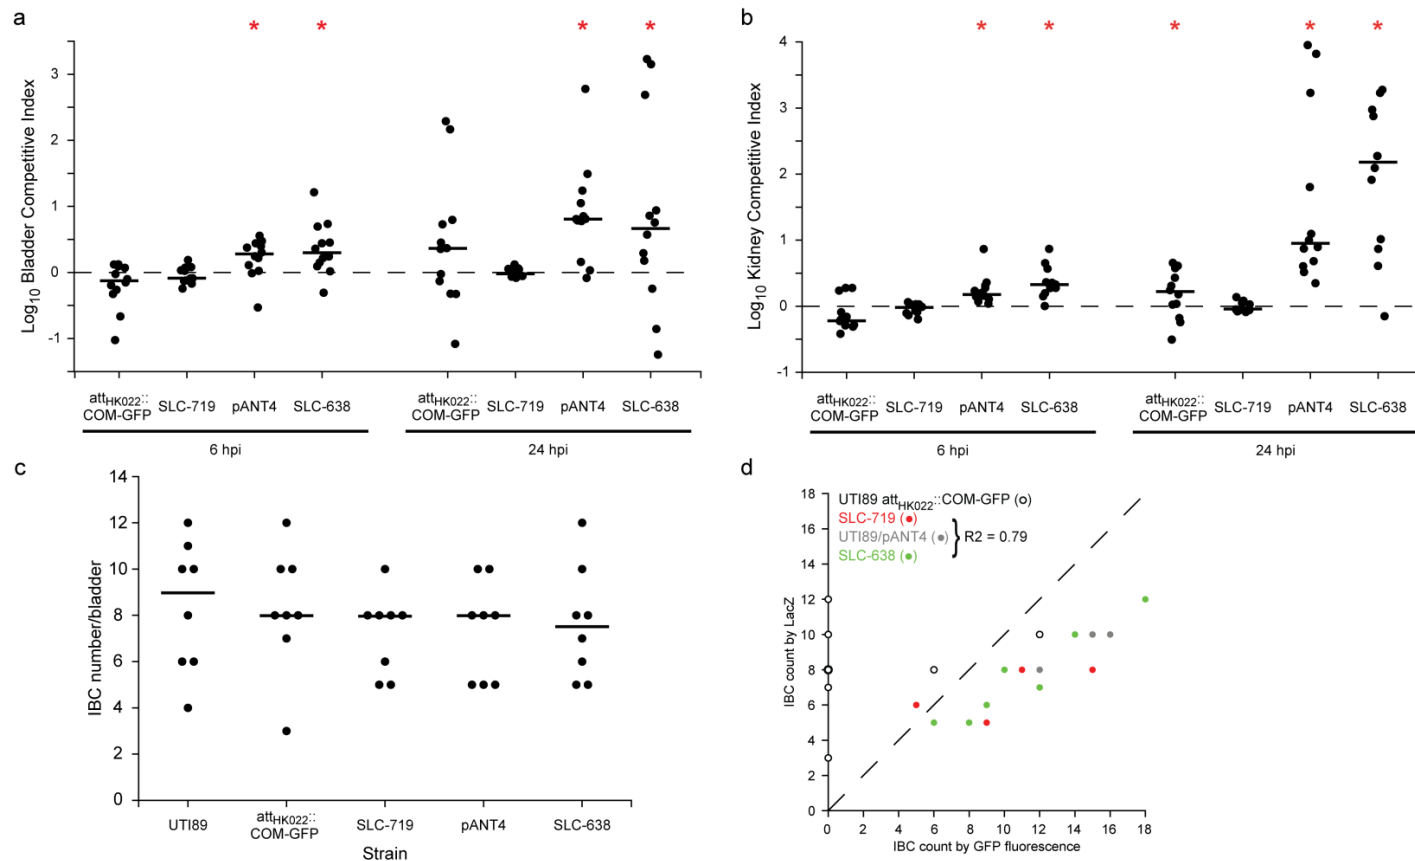 a
* * * *
Log10 Bladder Competitive Index
3
2
1
0
-1
attHK022::
COM-GFP
SLC-719
pANT4
SLC-638
attHK022::
COM-GFP
SLC-719
pANT4
SLC-638
6 hpi
24 hpi
b
* * * * *
Log10 Kidney Competitive Index
4
3
2
1
0
-1
attHK022::
COM-GFP
SLC-719
pANT4
SLC-638
attHK022::
COM-GFP
SLC-719
pANT4
SLC-638
6 hpi
24 hpi
c
IBC number/bladder
14
12
10
8
6
4
2
0
UTI89
attHK022::
COM-GFP
SLC-719
pANT4
SLC-638
Strain
d
UTI89 attHK022::COM-GFP (o)
SLC-719 (●)
UTI89/pANT4 (●)
SLC-638 (●)
} R2 = 0.79
IBC count by LacZ
18
16
14
12
10
8
6
4
2
0
0 2 4 6 8 10 12 14 16 18
IBC count by GFP fluorescence